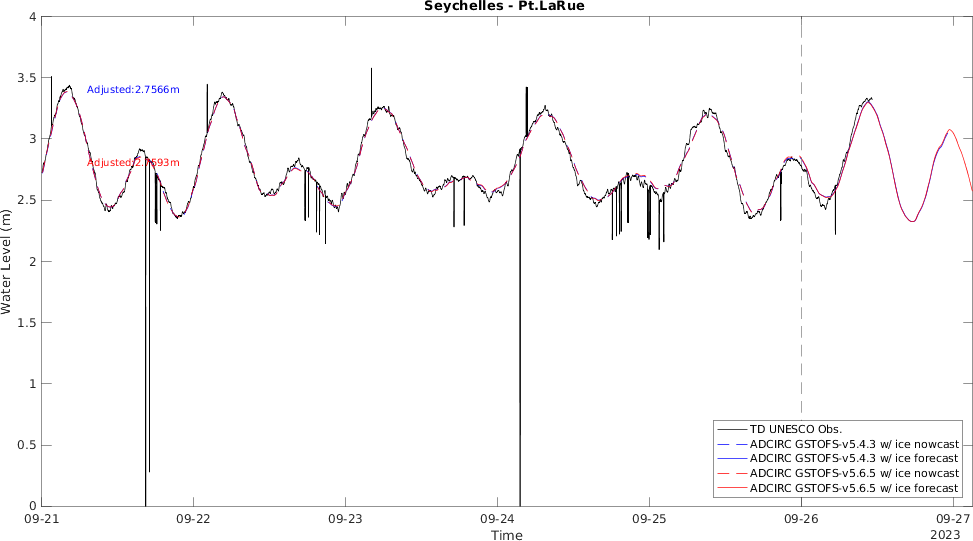 Seychelles - Pt.LaRue
4
3.5
3
2.5
2
1.5
1
0.5
0
Water Level (m)
Adjusted:2.7566m
Adjusted:2.7593m
TD UNESCO Obs.
ADCIRC GSTOFS-v5.4.3 w/ ice nowcast
ADCIRC GSTOFS-v5.4.3 w/ ice forecast
ADCIRC GSTOFS-v5.6.5 w/ ice nowcast
ADCIRC GSTOFS-v5.6.5 w/ ice forecast
09-21 09-22 09-23 09-24 09-25 09-26 09-27
Time
2023